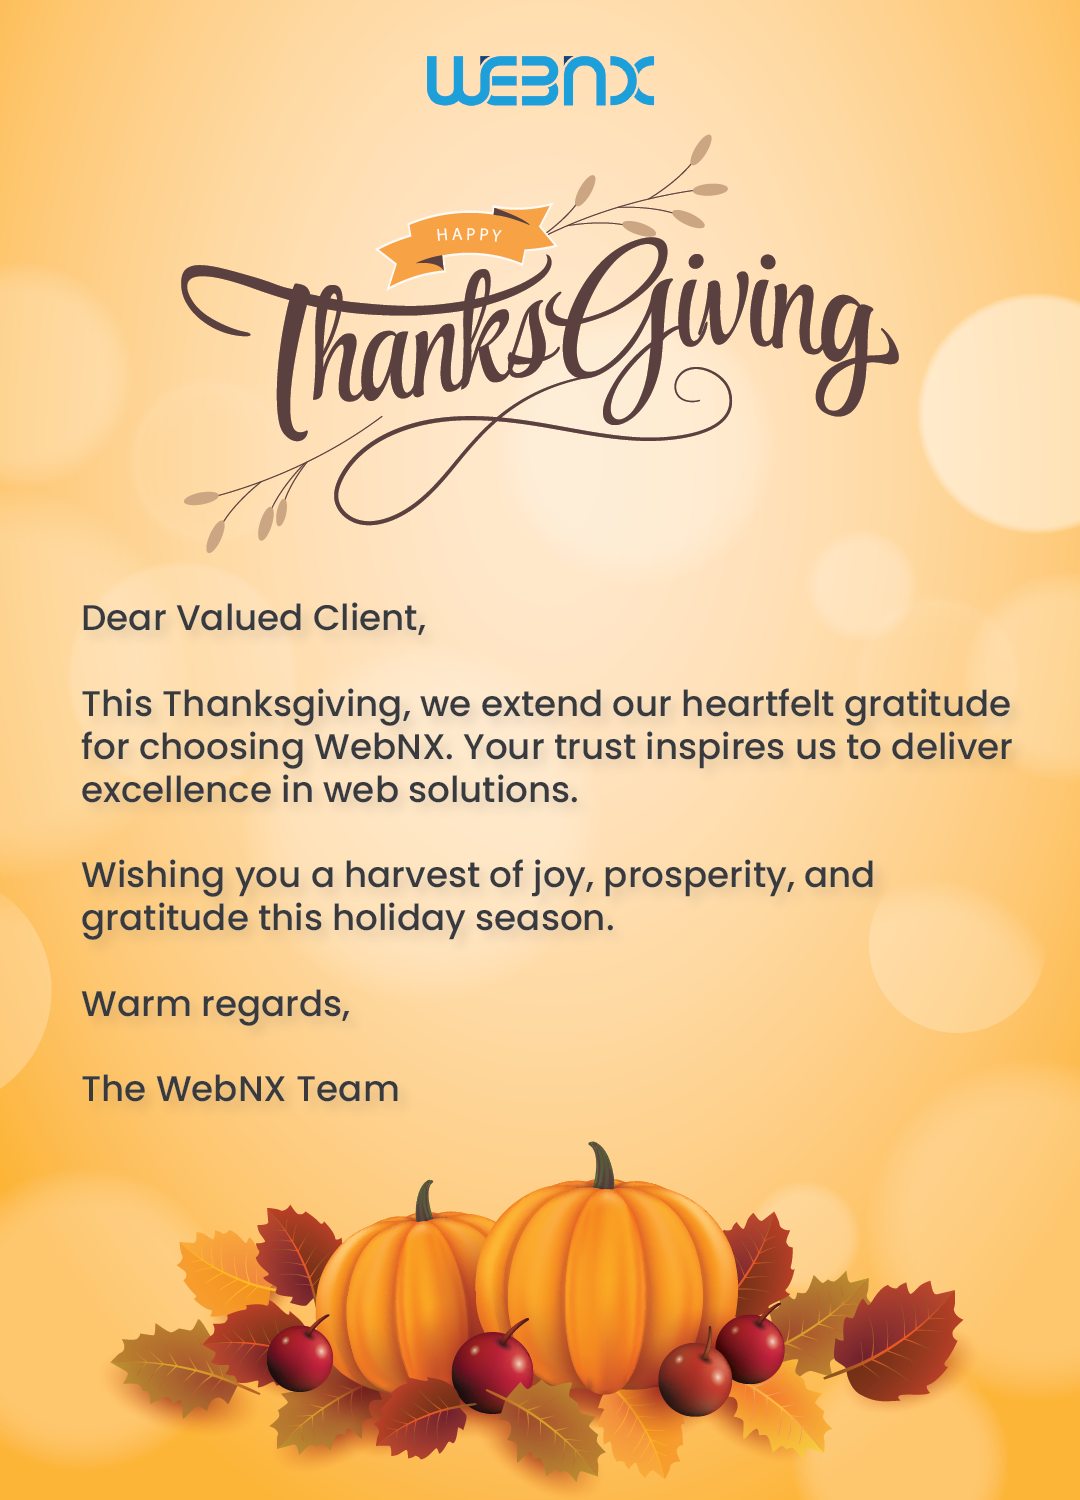 WEBNX
HAPPY
ThanksGiving
Dear Valued Client,
This Thanksgiving, we extend our heartfelt gratitude
for choosing WebNX. Your trust inspires us to deliver
excellence in web solutions.
Wishing you a harvest of joy, prosperity, and
gratitude this holiday season.
Warm regards,
The WebNX Team